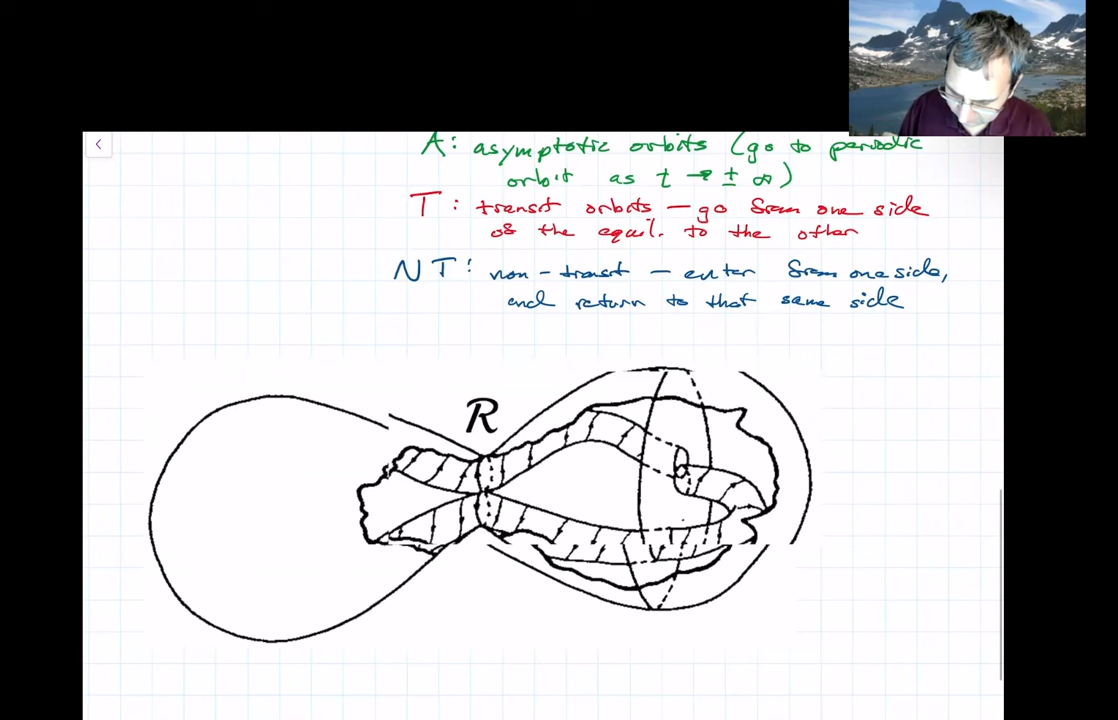 A: asymptotic orbits (go to periodic
orbit as t → ± ∞)
T: transit orbits — go from one side
of the equil. to the other
NT: non-transit — enter from one side,
and return to that same side
R